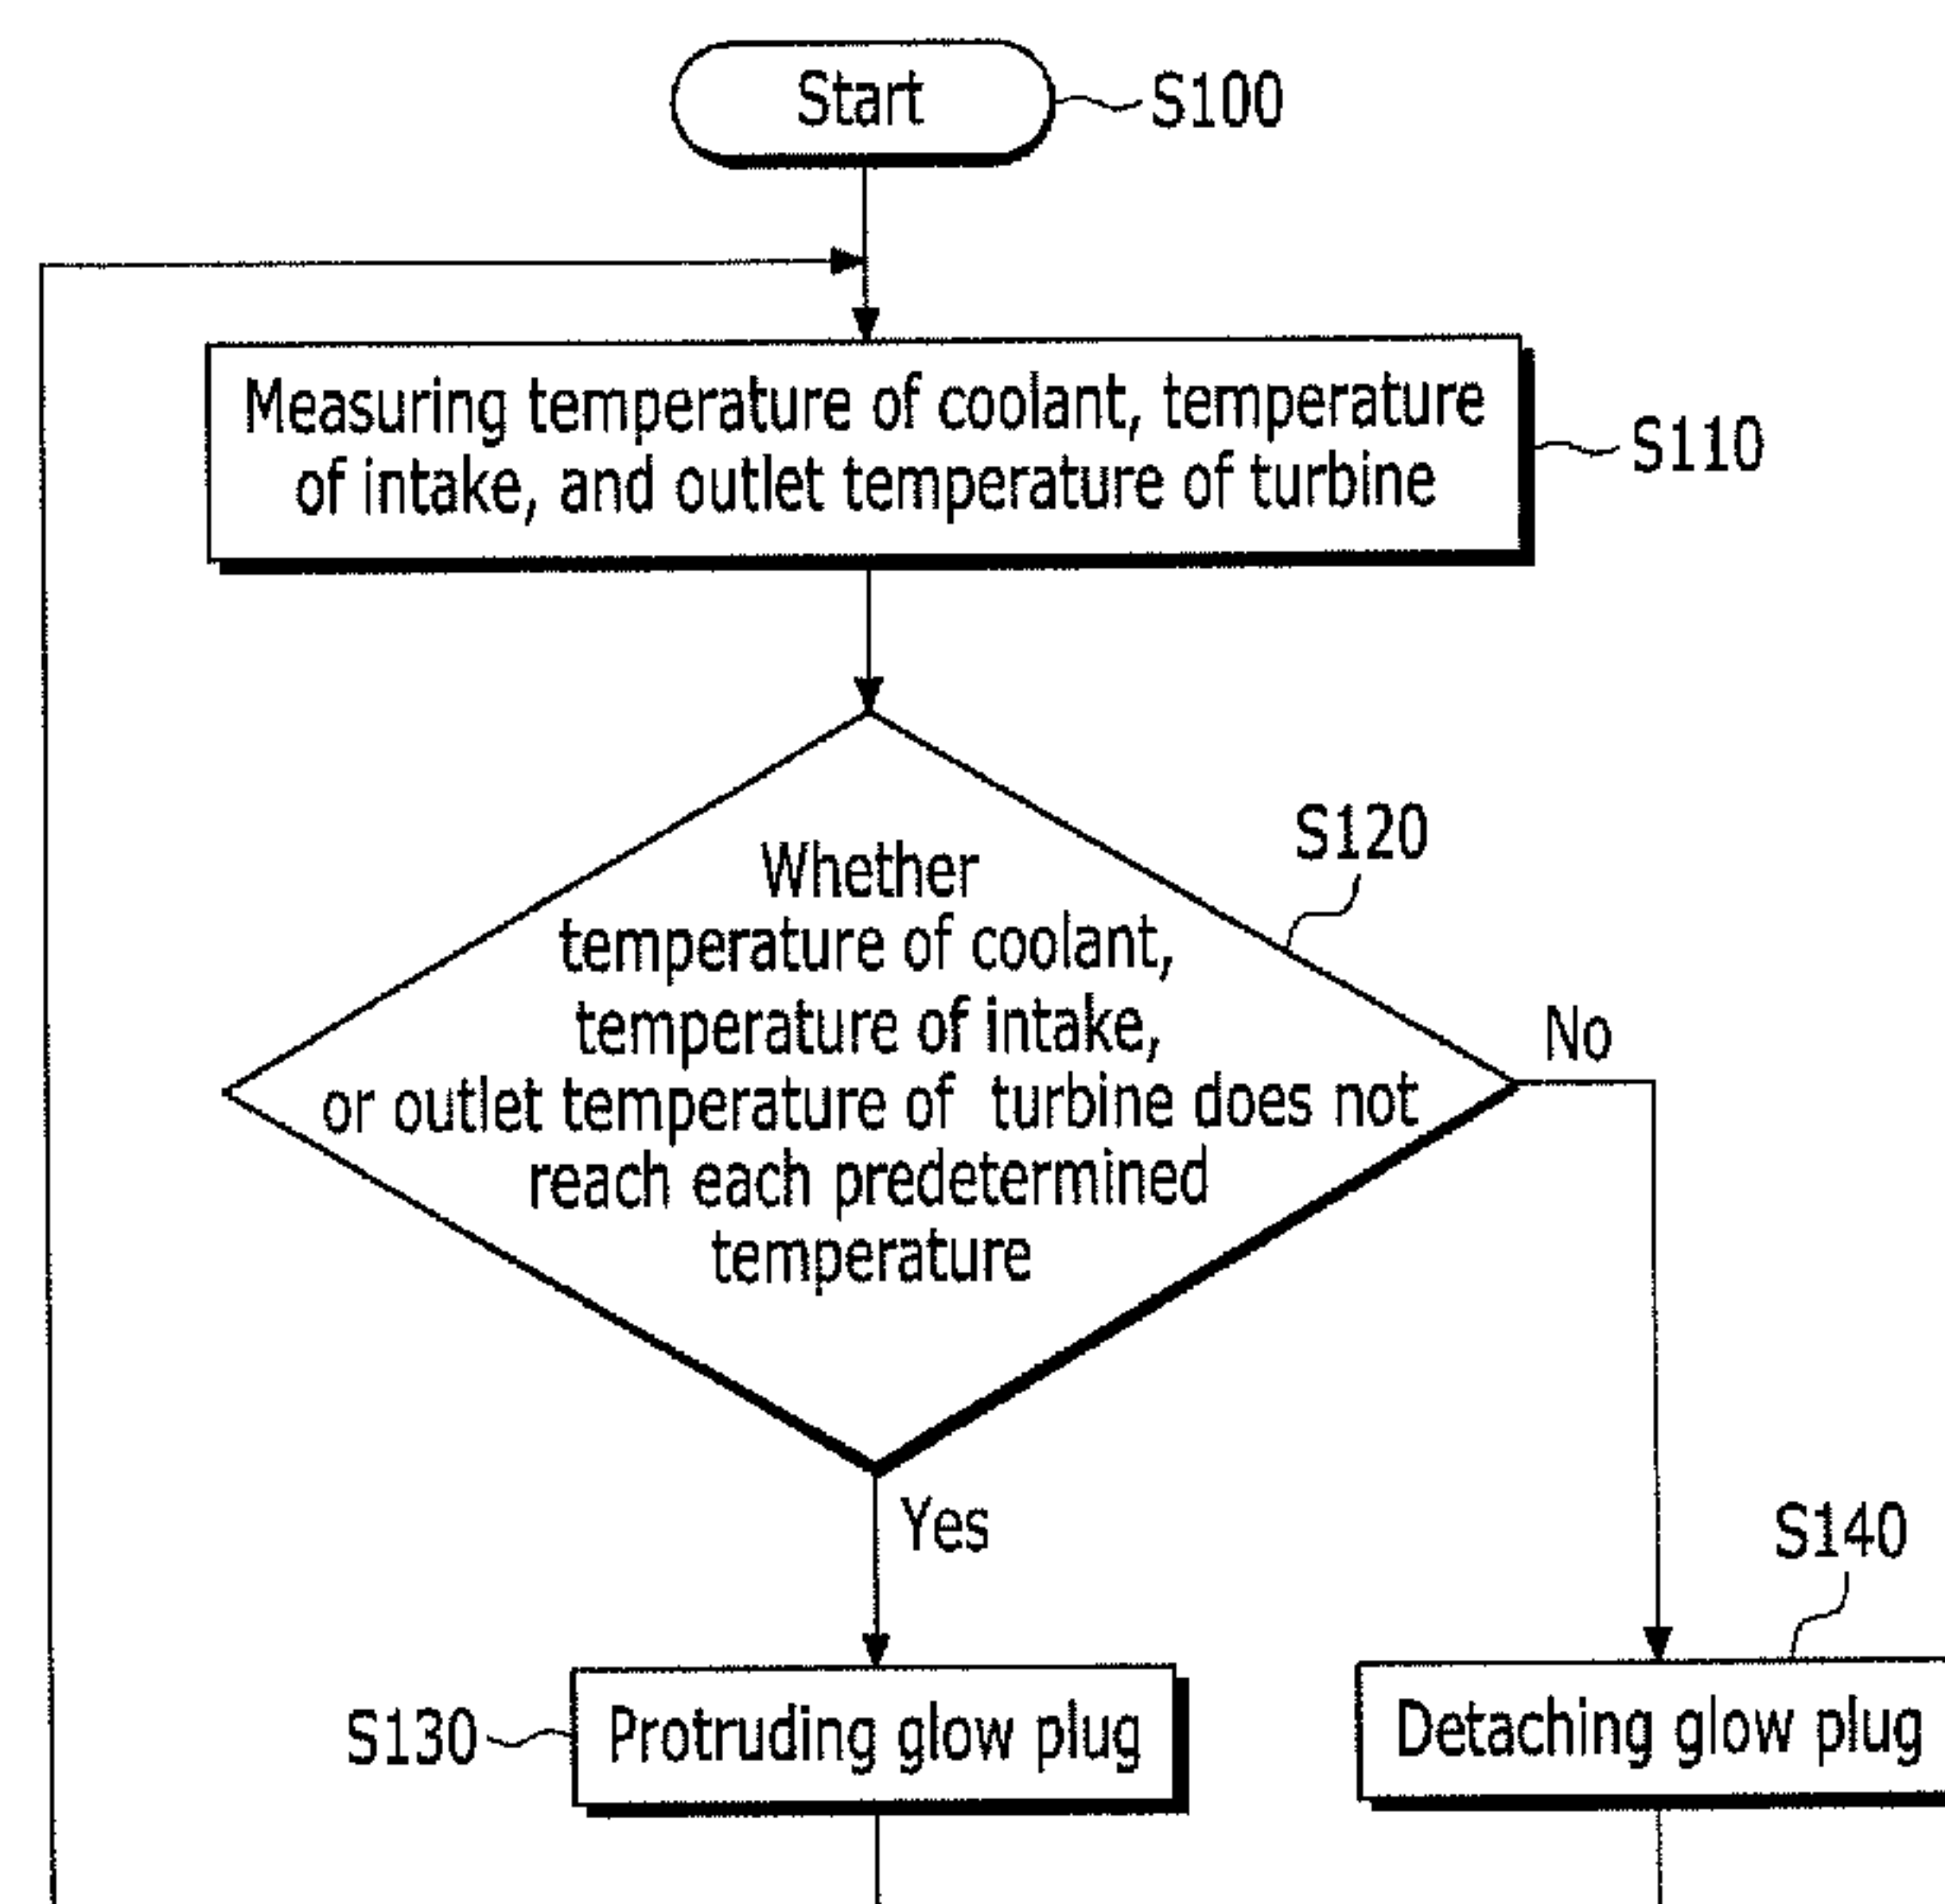 Start
S100
Measuring temperature of coolant, temperature
of intake, and outlet temperature of turbine
S110
S120
Whether
temperature of coolant,
temperature of intake,
or outlet temperature of turbine does not
reach each predetermined
temperature
No
Yes
S140
S130
Protruding glow plug
Detaching glow plug